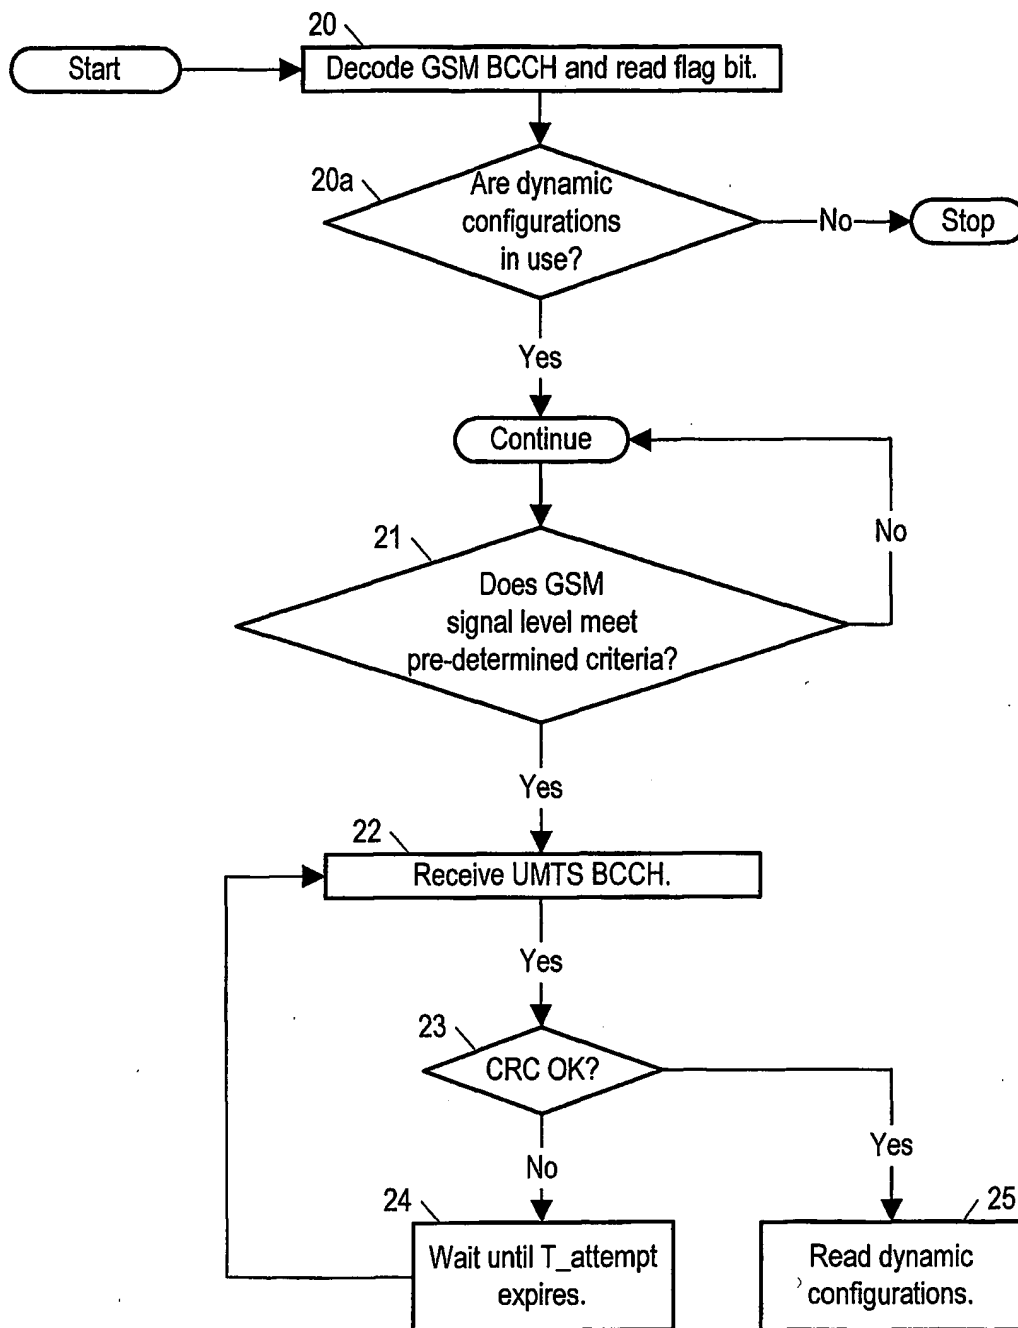 20
Start
Decode GSM BCCH and read flag bit.
20a
Are dynamic
configurations
in use?
No
Stop
Yes
Continue
21
No
Does GSM
signal level meet
pre-determined criteria?
Yes
22
Receive UMTS BCCH.
Yes
23
CRC OK?
No
Yes
24
Wait until T_attempt
expires.
25
Read dynamic
configurations.